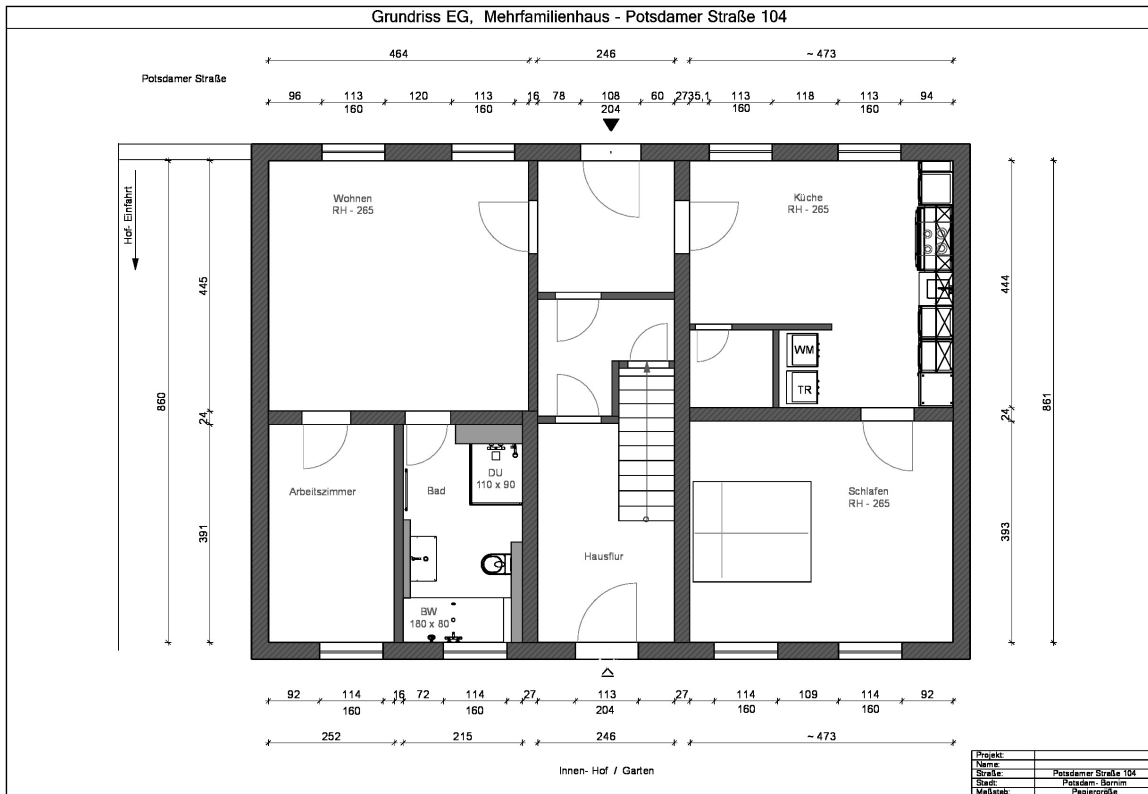 Grundriss EG, Mehrfamilienhaus - Potsdamer Straße 104
464 246 ~ 473
Potsdamer Straße
96 113 120 113 16 78 108 60 27 35,1 113 118 113 94
160 160 204 160 160
Hof- Einfahrt
Wohnen
RH - 265
Küche
RH - 265
445
444
WM
TR
860
861
24
24
DU
110 x 90
Arbeitszimmer
Bad
Schlafen
RH - 265
391
393
Hausflur
BW
180 x 80
92 114 16 72 114 27 113 27 114 109 114 92
160 160 204 160 160
252 215 246 ~ 473
Innen- Hof / Garten
Projekt:
Name:
Straße: Potsdamer Straße 104
Stadt: Potsdam- Bornim
Maßstab: Papiergröße